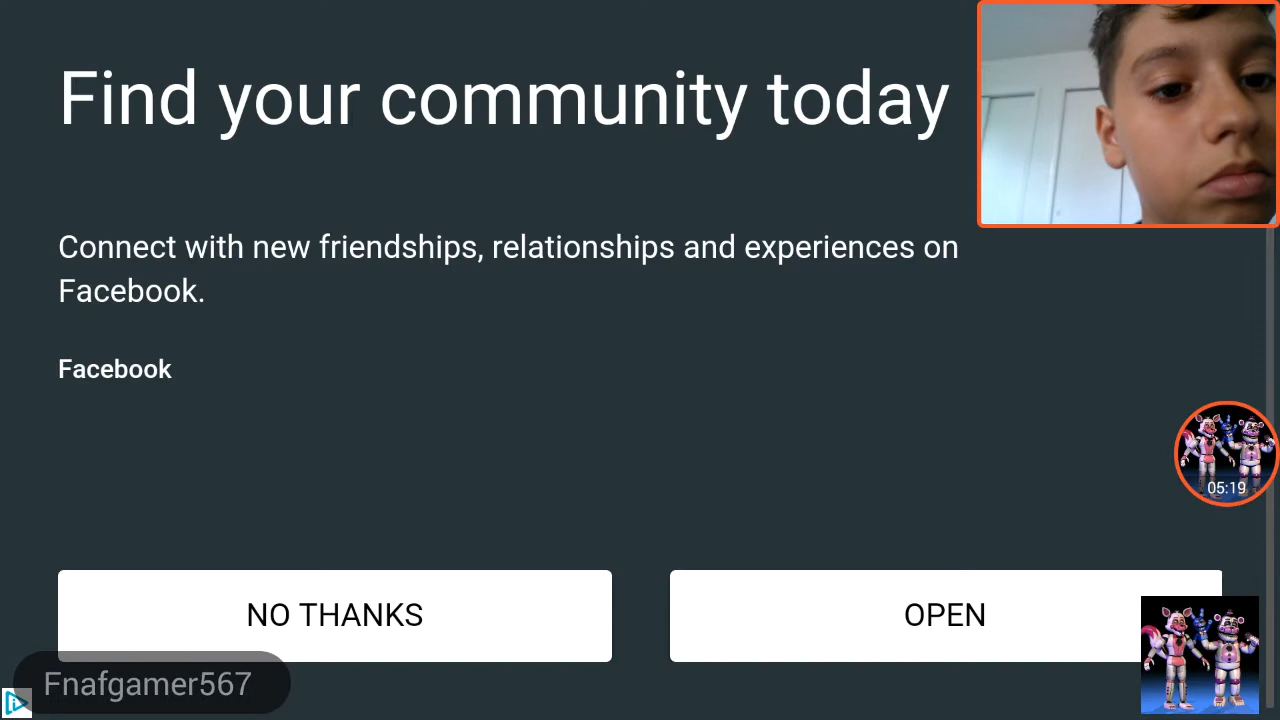 Find your community today
Connect with new friendships, relationships and experiences on
Facebook.
Facebook
05:19
NO THANKS
OPEN
Fnafgamer567